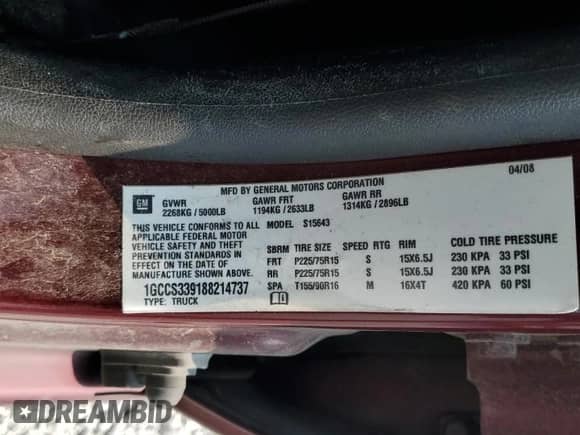 MFD BY GENERAL MOTORS CORPORATION 04/08
GM GVWR GAWR FRT GAWR RR
2268KG / 5000LB 1194KG / 2633LB 1314KG / 2896LB
THIS VEHICLE CONFORMS TO ALL MODEL S15643
APPLICABLE FEDERAL MOTOR
VEHICLE SAFETY AND THEFT
PREVENTION STANDARDS
IN EFFECT ON THE DATE OF
MANUFACTURE SHOWN ABOVE.
1GCCS339188214737
TYPE: TRUCK
SBRM TIRE SIZE SPEED RTG RIM COLD TIRE PRESSURE
FRT P225/75R15 S 15X6.5J 230 KPA 33 PSI
RR P225/75R15 S 15X6.5J 230 KPA 33 PSI
SPA T155/90R16 M 16X4T 420 KPA 60 PSI
DREAMBID